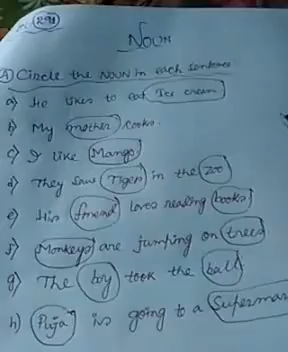 NOUN
A) Circle the NOUN in each sentence
a) He likes to eat Ice cream
b) My mother cooks.
c) I like Mango
d) They saw Tiger in the zoo
e) His friend loves reading books
f) Monkeys are jumping on trees
g) The boy took the ball
h) Puja is going to a Supermar